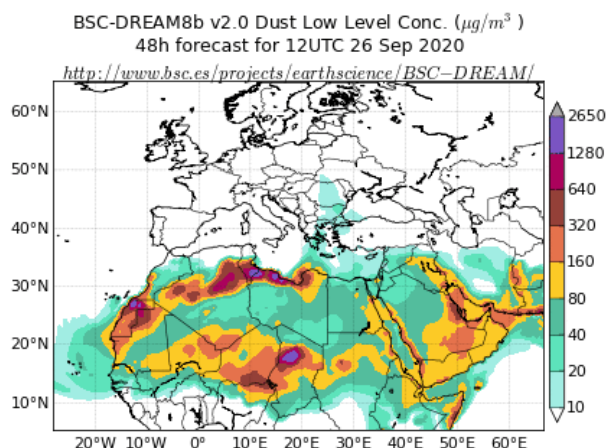 BSC-DREAM8b v2.0 Dust Low Level Conc. (μg/m³ )
48h forecast for 12UTC 26 Sep 2020
http://www.bsc.es/projects/earthscience/BSC−DREAM/
60°N
50°N
40°N
30°N
20°N
10°N
20°W 10°W 0° 10°E 20°E 30°E 40°E 50°E 60°E
2650
1280
640
320
160
80
40
20
10